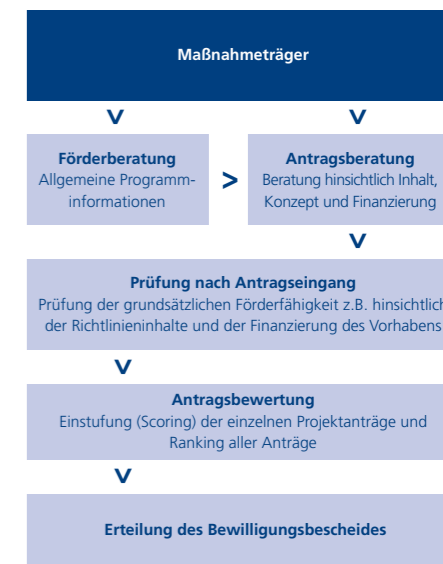 Maßnahmeträger
Förderberatung
Allgemeine Programm-
informationen
>
Antragsberatung
Beratung hinsichtlich Inhalt,
Konzept und Finanzierung
Prüfung nach Antragseingang
Prüfung der grundsätzlichen Förderfähigkeit z.B. hinsichtlich
der Richtlinieninhalte und der Finanzierung des Vorhabens
Antragsbewertung
Einstufung (Scoring) der einzelnen Projektanträge und
Ranking aller Anträge
Erteilung des Bewilligungsbescheides